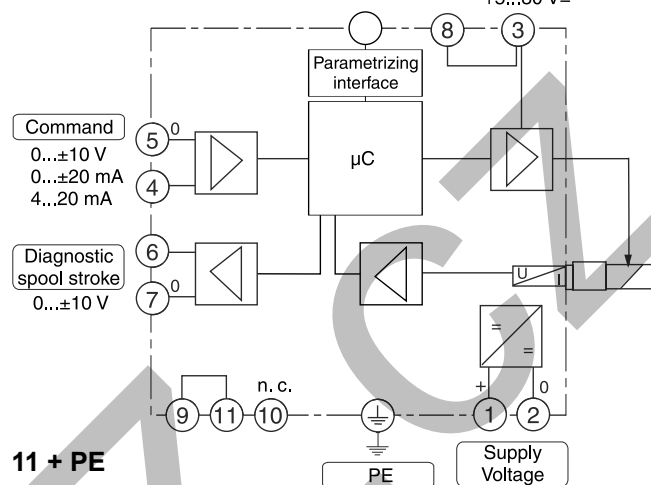 8
3
Parametrizing
interface
Command
0...±10 V
0...±20 mA
4...20 mA
5
0
4
µC
Diagnostic
spool stroke
0...±10 V
6
7
0
U
I
=
=
+
0
9
11
10
n. c.
1
2
11 + PE
PE
Supply
Voltage